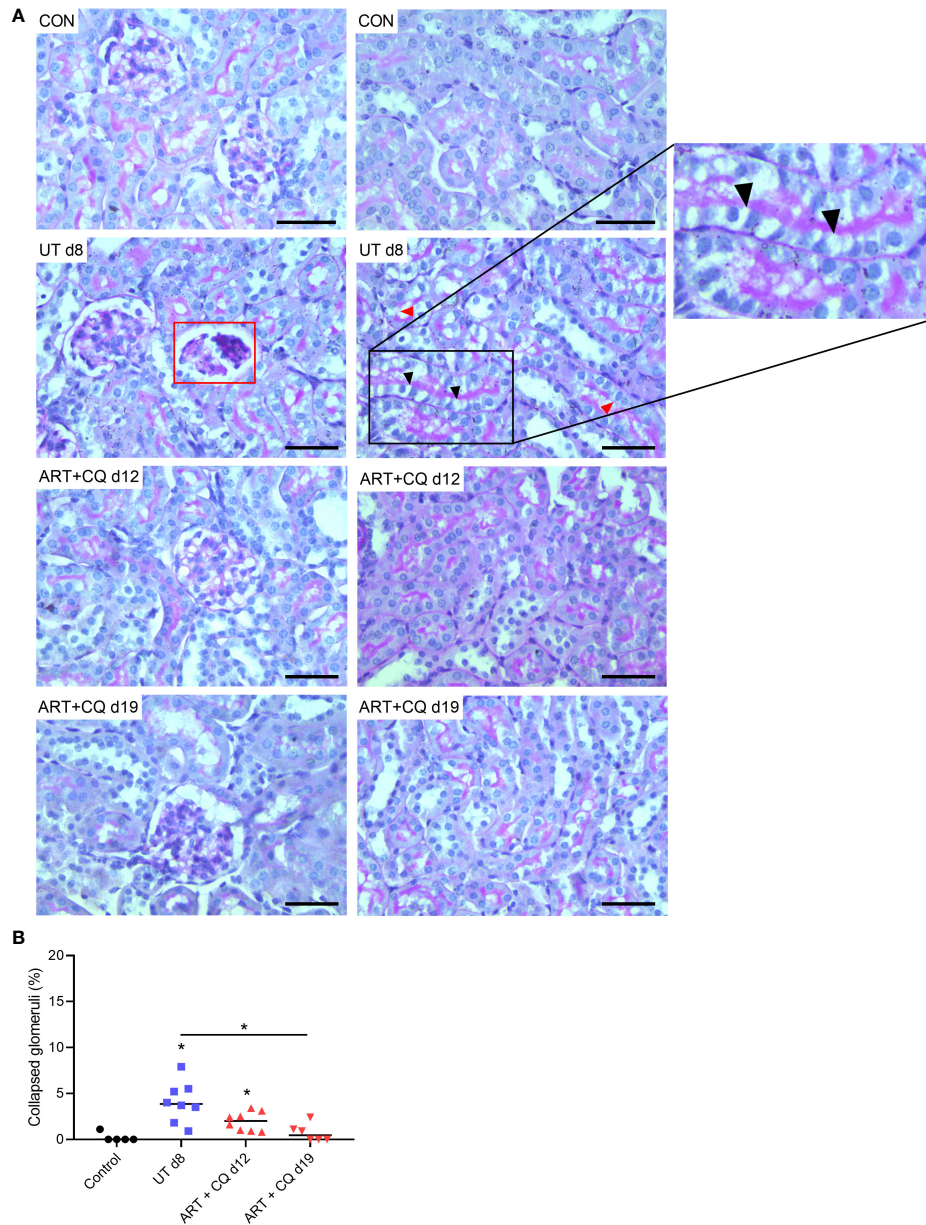 A
CON
CON
UT d8
UT d8
ART+CQ d12
ART+CQ d12
ART+CQ d19
ART+CQ d19
B
Collapsed glomeruli (%)
20
15
10
5
0
*
*
*
Control
UT d8
ART + CQ d12
ART + CQ d19